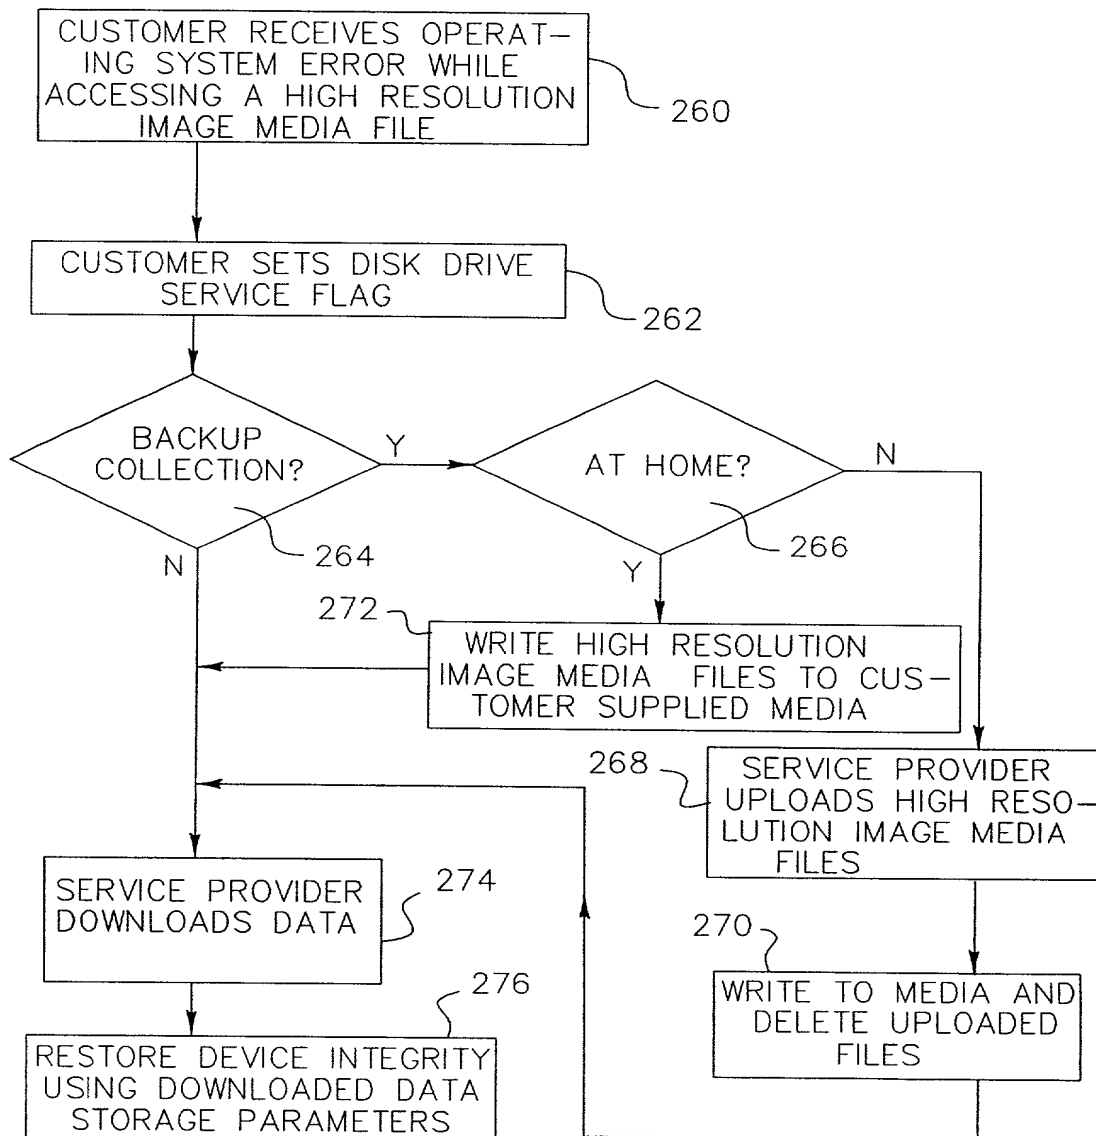 CUSTOMER RECEIVES OPERAT-
ING SYSTEM ERROR WHILE
ACCESSING A HIGH RESOLUTION
IMAGE MEDIA FILE
260
CUSTOMER SETS DISK DRIVE
SERVICE FLAG
262
BACKUP
COLLECTION?
264
Y
N
AT HOME?
266
N
Y
272
WRITE HIGH RESOLUTION
IMAGE MEDIA FILES TO CUS-
TOMER SUPPLIED MEDIA
268
SERVICE PROVIDER
UPLOADS HIGH RESO-
LUTION IMAGE MEDIA
FILES
270
WRITE TO MEDIA AND
DELETE UPLOADED
FILES
SERVICE PROVIDER
DOWNLOADS DATA
274
276
RESTORE DEVICE INTEGRITY
USING DOWNLOADED DATA
STORAGE PARAMETERS